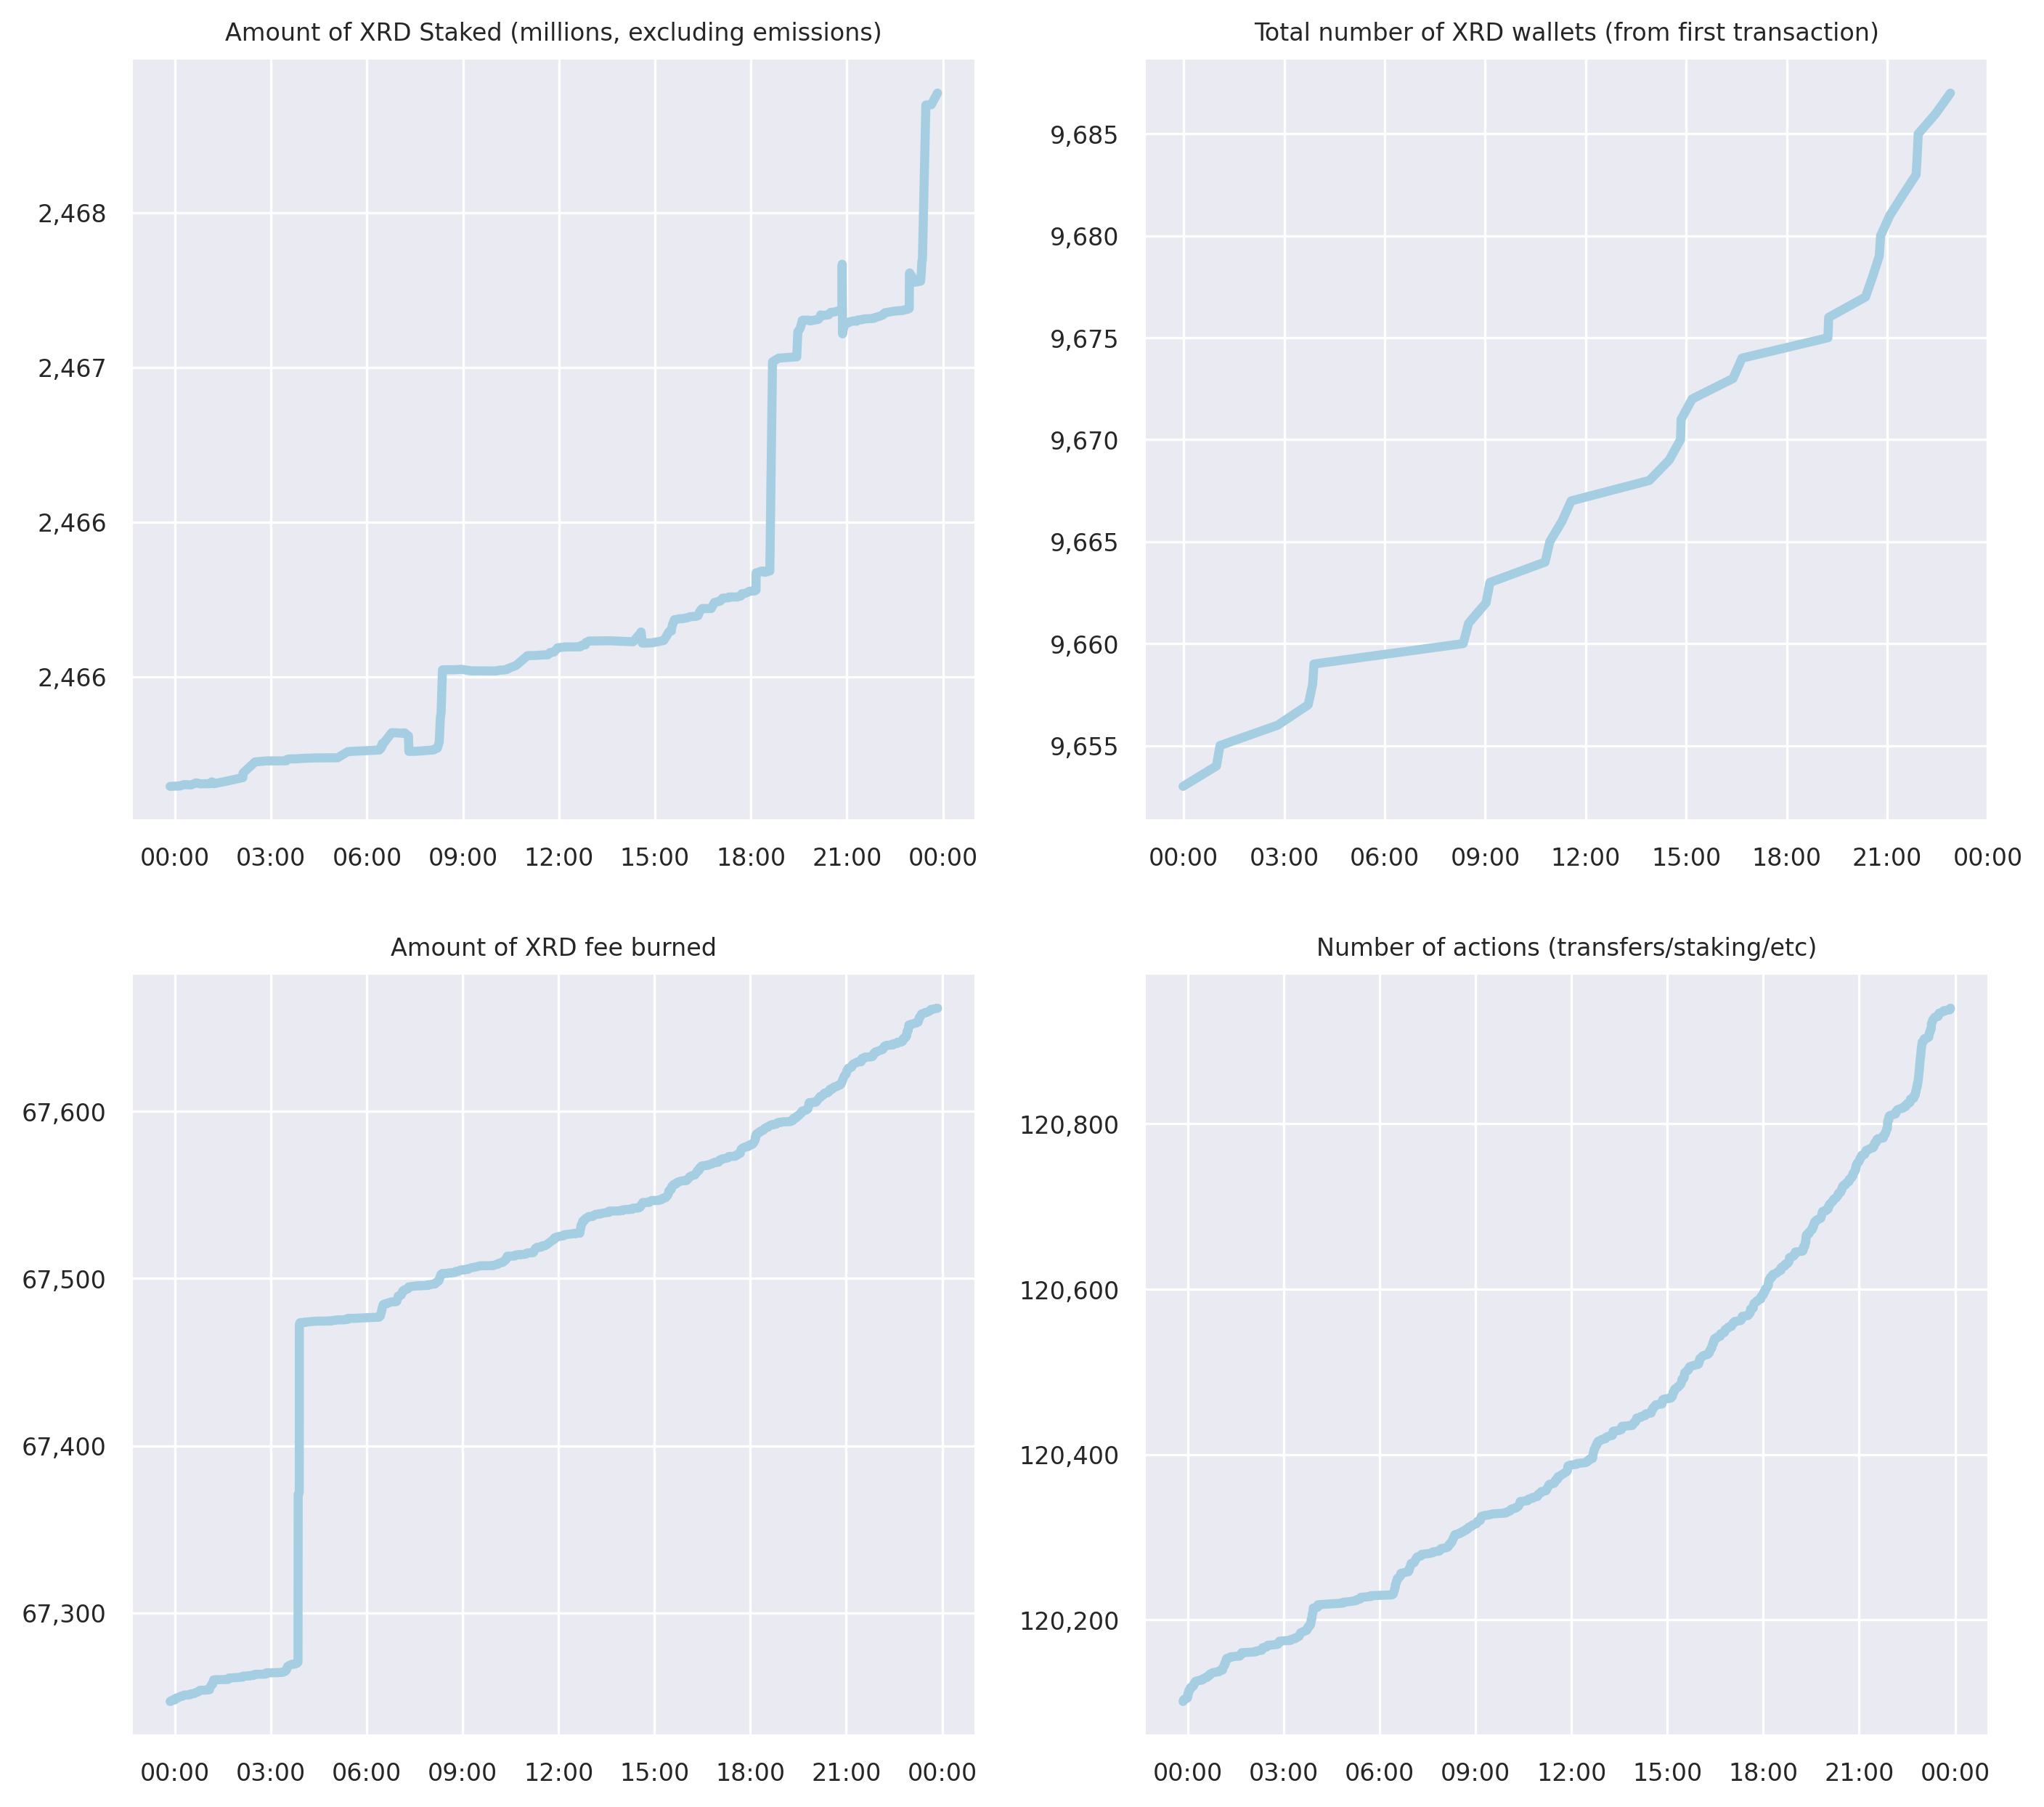 Amount of XRD Staked (millions, excluding emissions)
2,468
2,467
2,466
2,466
00:00 03:00 06:00 09:00 12:00 15:00 18:00 21:00 00:00
Total number of XRD wallets (from first transaction)
9,685
9,680
9,675
9,670
9,665
9,660
9,655
00:00 03:00 06:00 09:00 12:00 15:00 18:00 21:00 00:00
Amount of XRD fee burned
67,600
67,500
67,400
67,300
00:00 03:00 06:00 09:00 12:00 15:00 18:00 21:00 00:00
Number of actions (transfers/staking/etc)
120,800
120,600
120,400
120,200
00:00 03:00 06:00 09:00 12:00 15:00 18:00 21:00 00:00